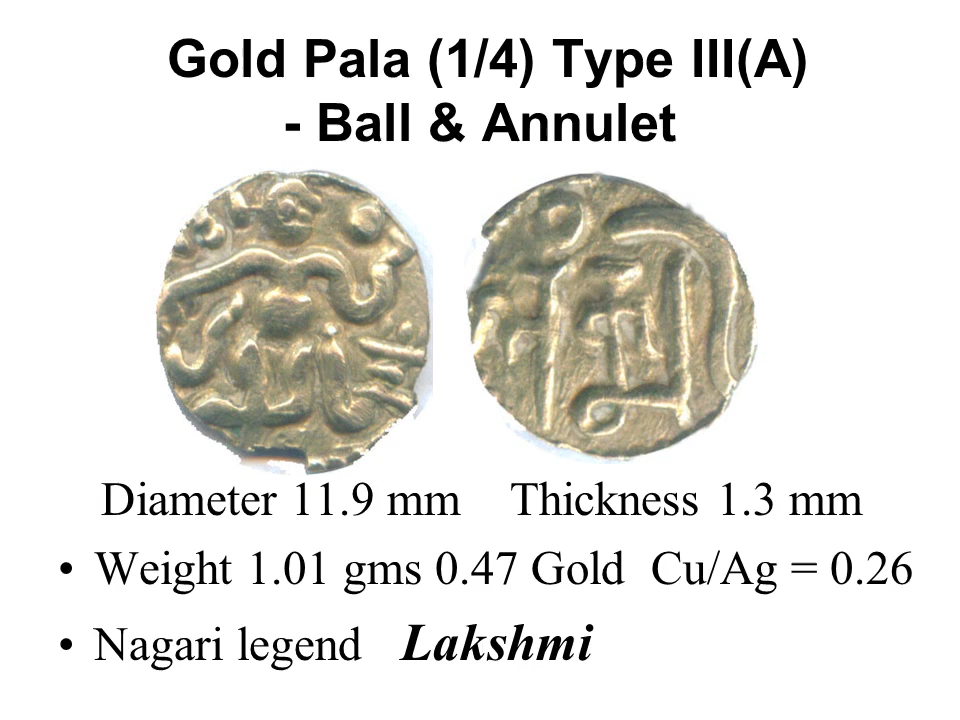 Gold Pala (1/4) Type III(A)
- Ball & Annulet
Diameter 11.9 mm Thickness 1.3 mm
• Weight 1.01 gms 0.47 Gold Cu/Ag = 0.26
• Nagari legend Lakshmi